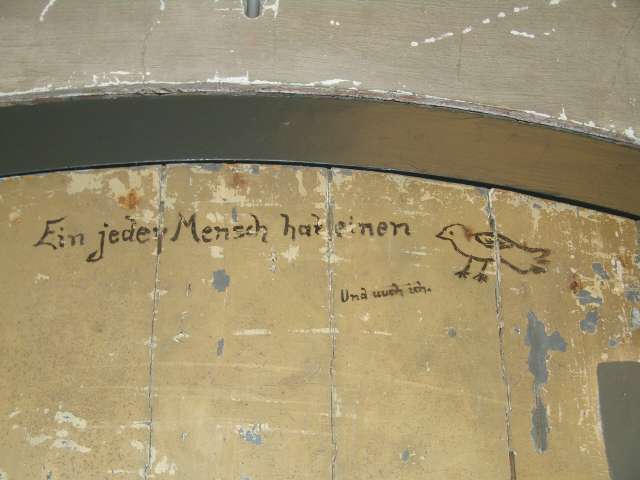 Ein jeder Mensch hat einen
Und auch ich.